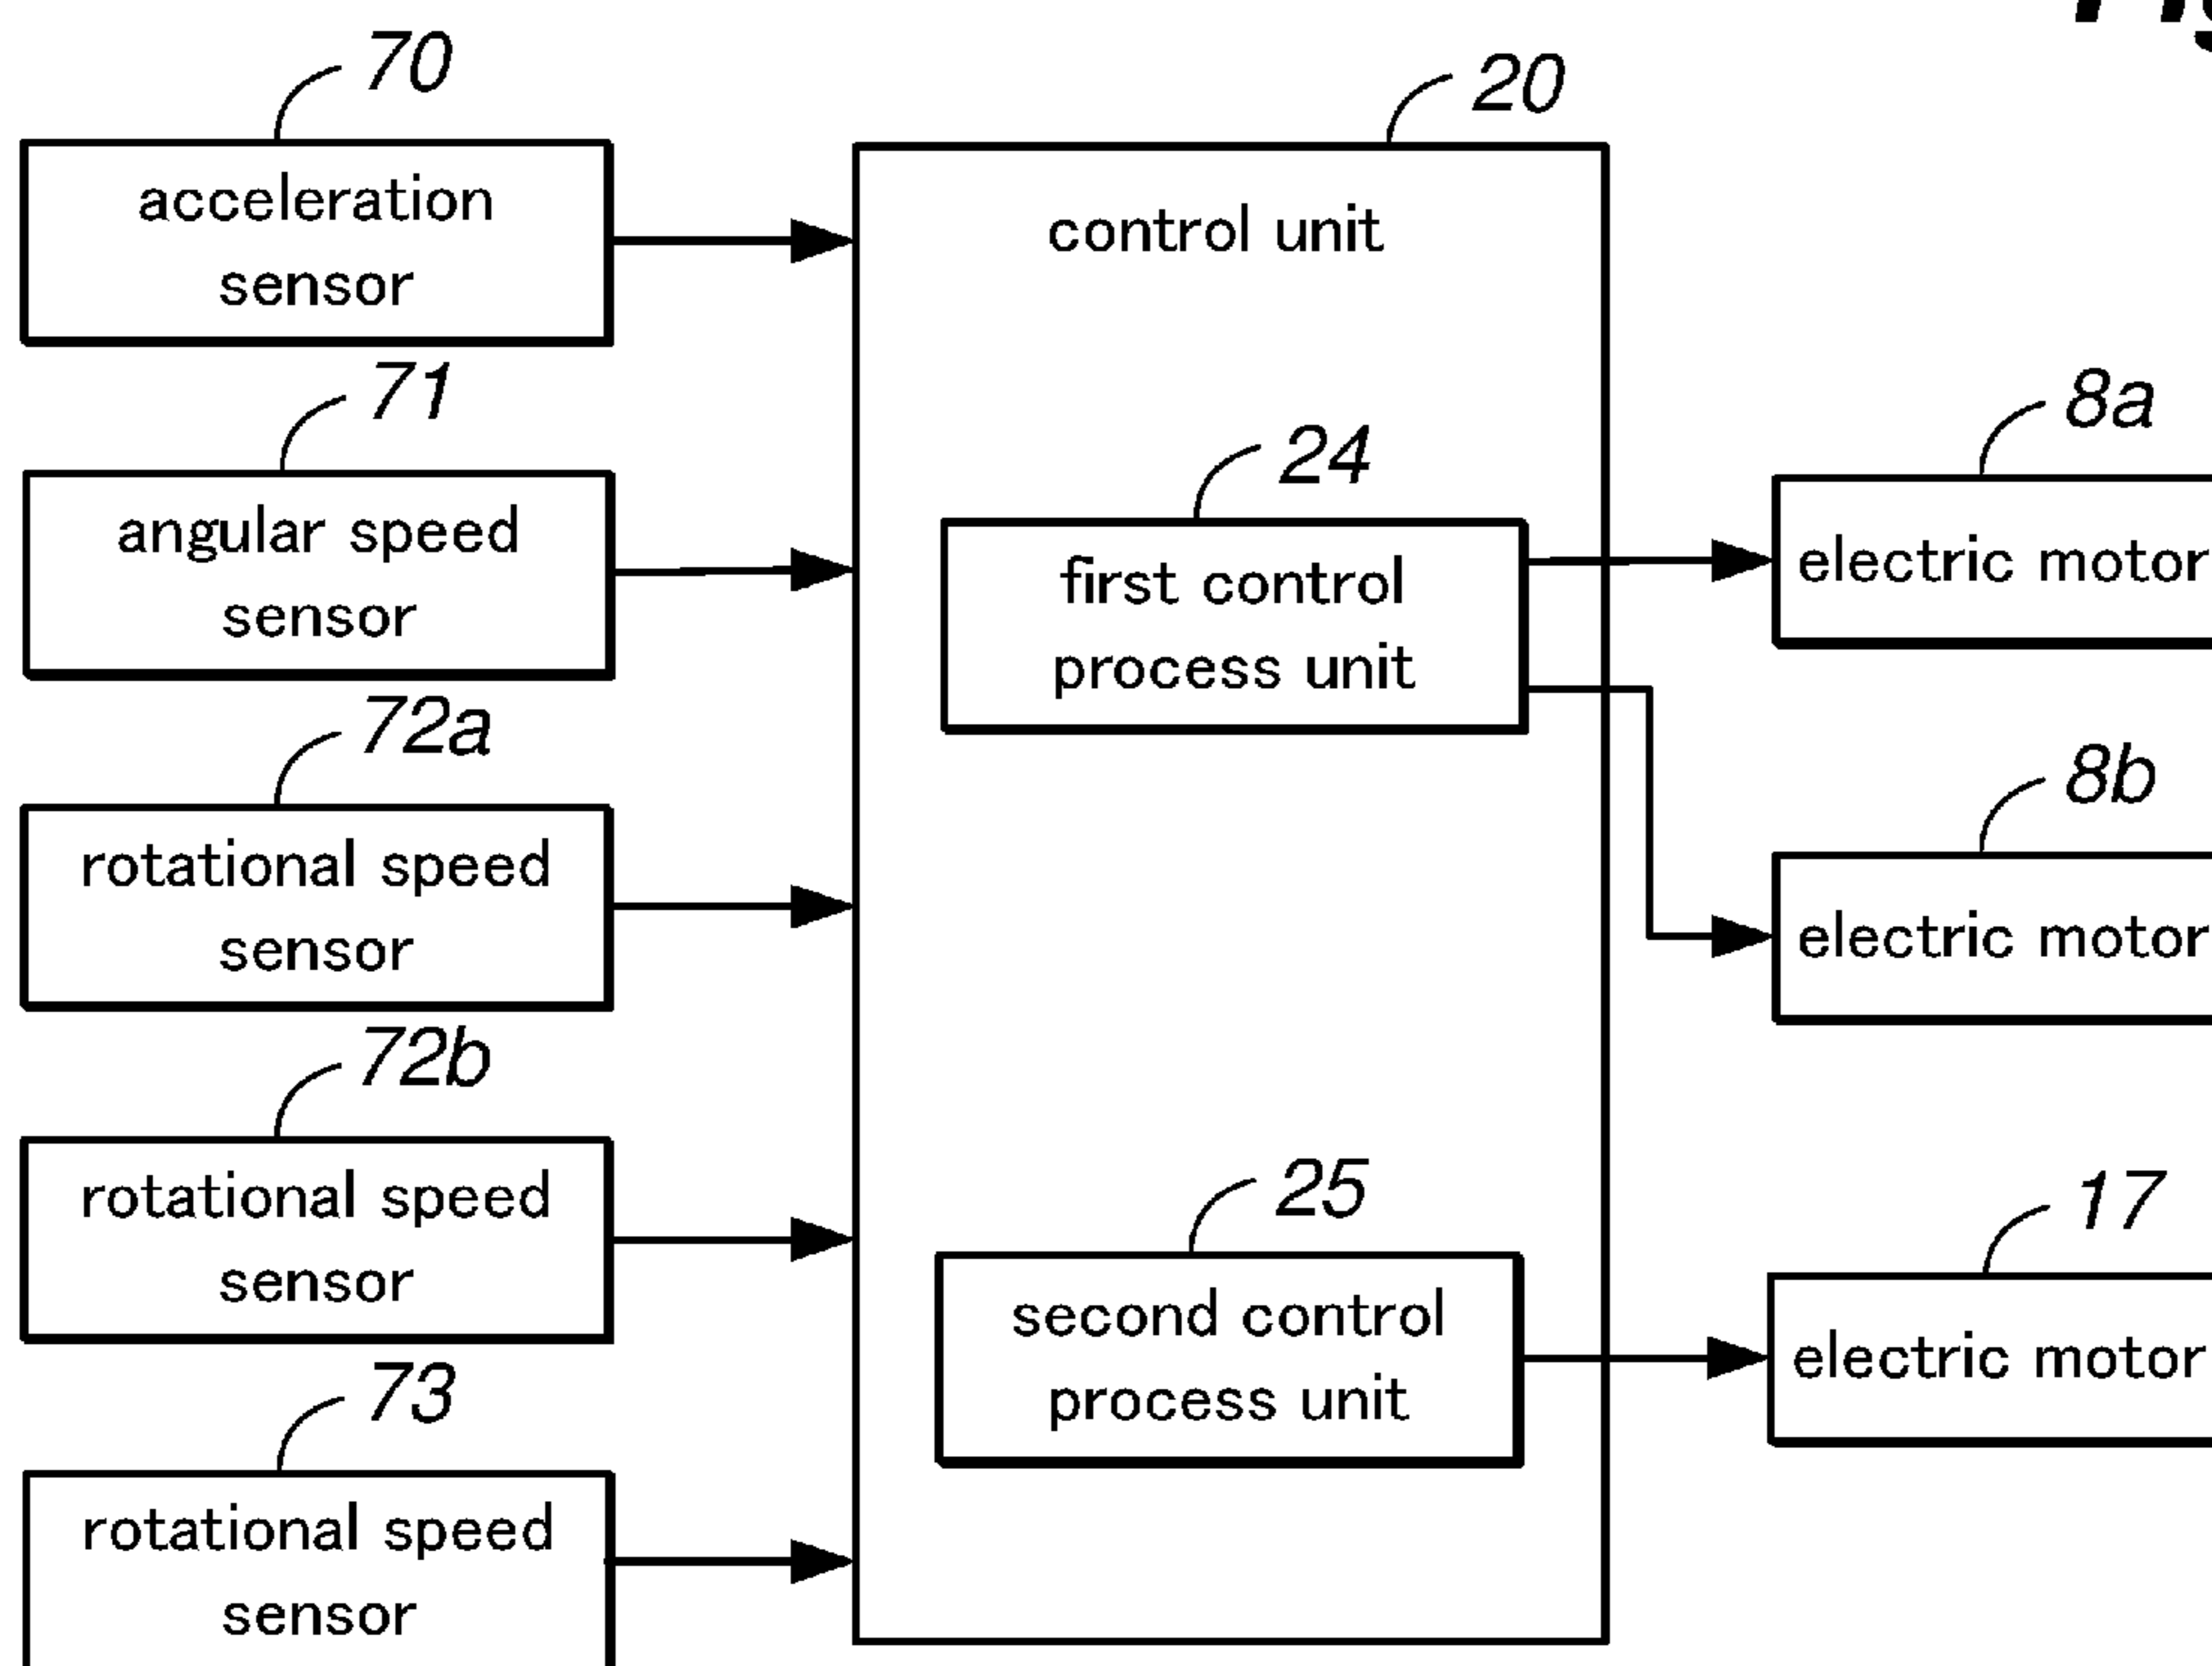 70
acceleration
sensor
71
angular speed
sensor
72a
rotational speed
sensor
72b
rotational speed
sensor
73
rotational speed
sensor
20
control unit
24
first control
process unit
25
second control
process unit
8a
electric motor
8b
electric motor
17
electric motor